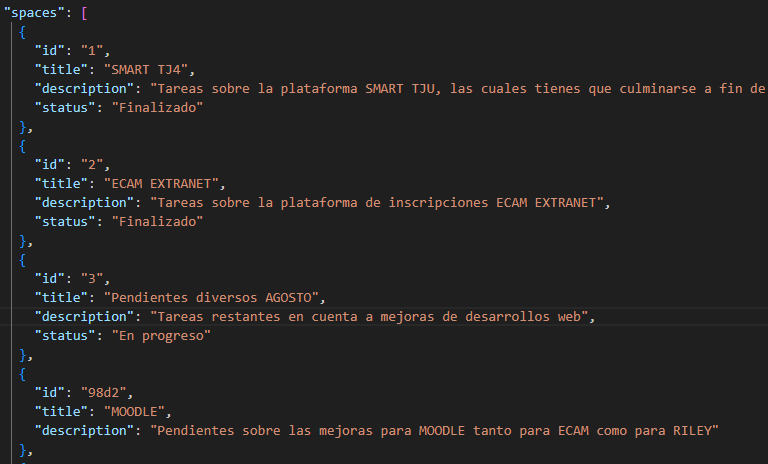 "spaces": [
{
"id": "1",
"title": "SMART TJ4",
"description": "Tareas sobre la plataforma SMART TJU, las cuales tienes que culminarse a fin de
"status": "Finalizado"
},
{
"id": "2",
"title": "ECAM EXTRANET",
"description": "Tareas sobre la plataforma de inscripciones ECAM EXTRANET",
"status": "Finalizado"
},
{
"id": "3",
"title": "Pendientes diversos AGOSTO",
"description": "Tareas restantes en cuenta a mejoras de desarrollos web",
"status": "En progreso"
},
{
"id": "98d2",
"title": "MOODLE",
"description": "Pendientes sobre las mejoras para MOODLE tanto para ECAM como para RILEY"
},